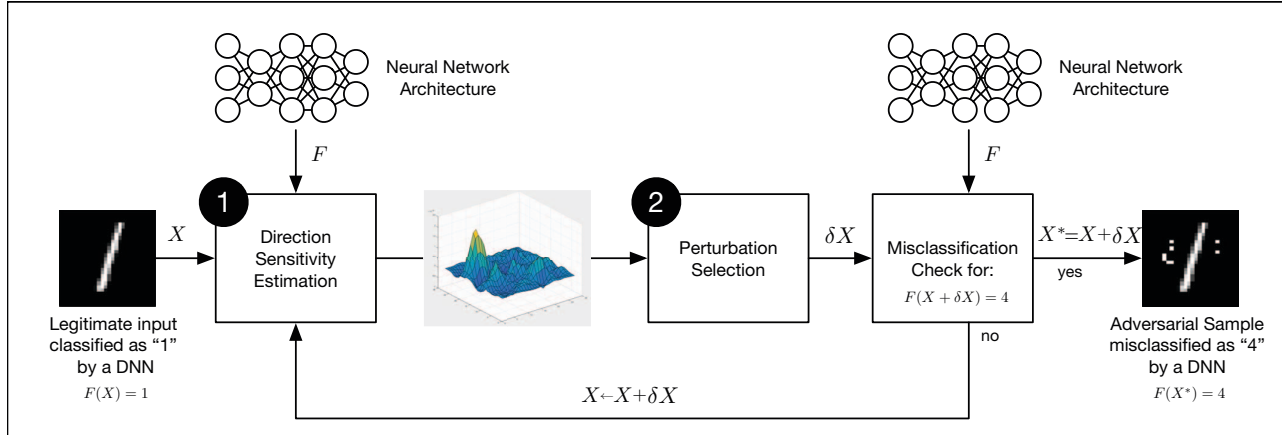 Neural Network
Architecture
Neural Network
Architecture
F
F
1
2
X
Direction
Sensitivity
Estimation
Perturbation
Selection
δX
Misclassification
Check for:
F(X + δX) = 4
X*=X+δX
yes
no
Legitimate input
classified as “1”
by a DNN
F(X) = 1
Adversarial Sample
misclassified as “4”
by a DNN
F(X*) = 4
X←X+δX